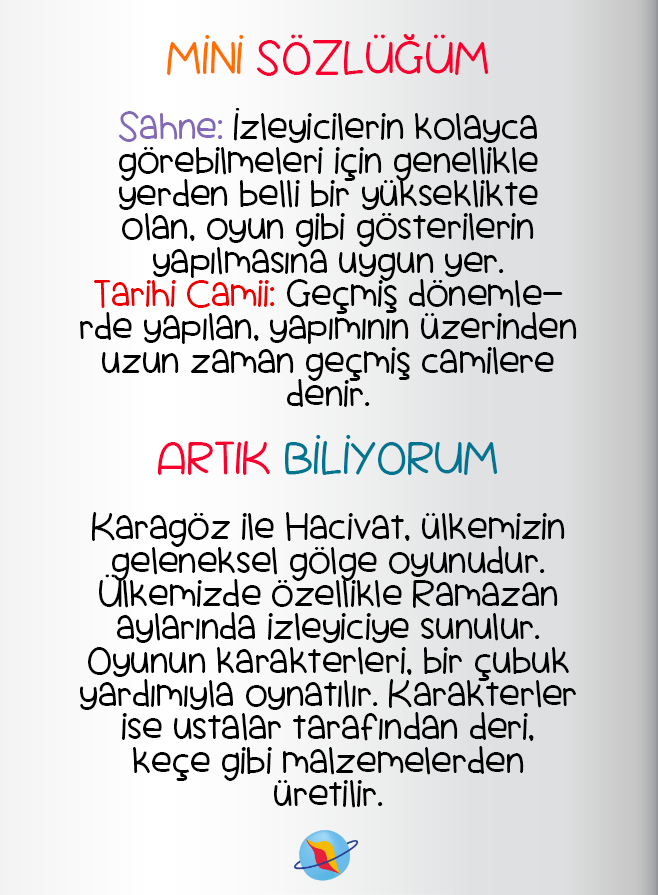 MİNİ SÖZLÜĞÜM
Sahne: İzleyicilerin kolayca
görebilmeleri için genellikle
yerden belli bir yükseklikte
olan, oyun gibi gösterilerin
yapılmasına uygun yer.
Tarihi Camii: Geçmiş dönemle-
rde yapılan, yapımının üzerinden
uzun zaman geçmiş camilere
denir.
ARTIK BİLİYORUM
Karagöz ile Hacivat, ülkemizin
geleneksel gölge oyunudur.
Ülkemizde özellikle Ramazan
aylarında izleyiciye sunulur.
Oyunun karakterleri, bir çubuk
yardımıyla oynatılır. Karakterler
ise ustalar tarafından deri,
keçe gibi malzemelerden
üretilir.